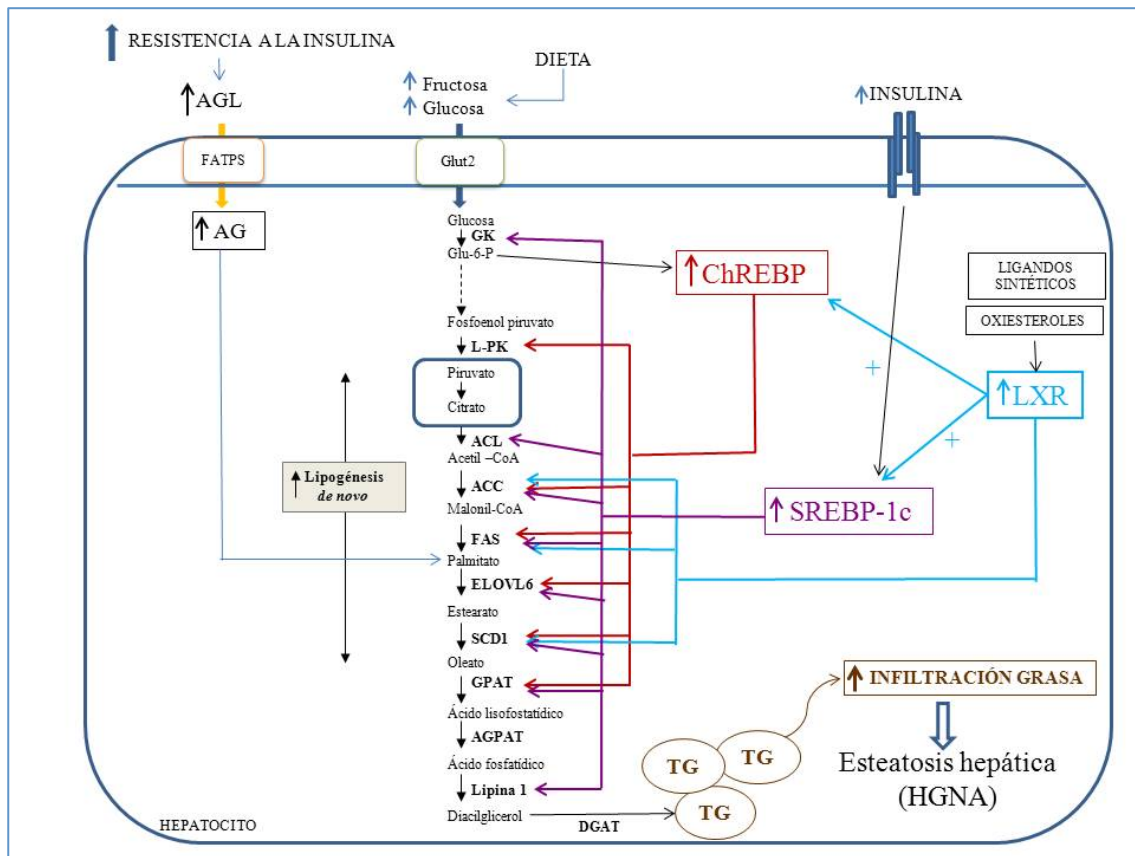 RESISTENCIA A LA INSULINA
AGL
Fructosa
Glucosa
DIETA
INSULINA
FATPS
Glut2
AG
Glucosa
GK
Glu-6-P
ChREBP
LIGANDOS
SINTÉTICOS
OXIESTEROLES
Fosfoenol piruvato
L-PK
Piruvato
Citrato
+
LXR
+
ACL
Acetil –CoA
Lipogénesis
de novo
ACC
Malonil-CoA
SREBP-1c
FAS
Palmitato
ELOVL6
Estearato
SCD1
Oleato
GPAT
Ácido lisofostatídico
AGPAT
Ácido fosfatídico
Lipina 1
Diacilglicerol
DGAT
TG
TG
TG
INFILTRACIÓN GRASA
Esteatosis hepática
(HGNA)
HEPATOCITO